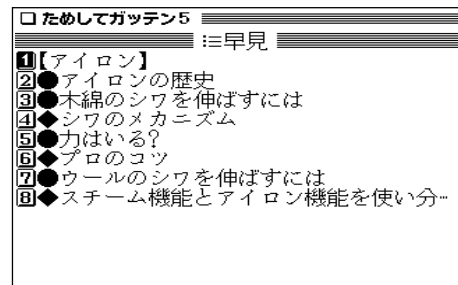 ❏ ためしてガッテン5
≔早見
1【アイロン】
2●アイロンの歴史
3●木綿のシワを伸ばすには
4◆シワのメカニズム
5●力はいる?
6◆プロのコツ
7●ウールのシワを伸ばすには
8◆スチーム機能とアイロン機能を使い分…